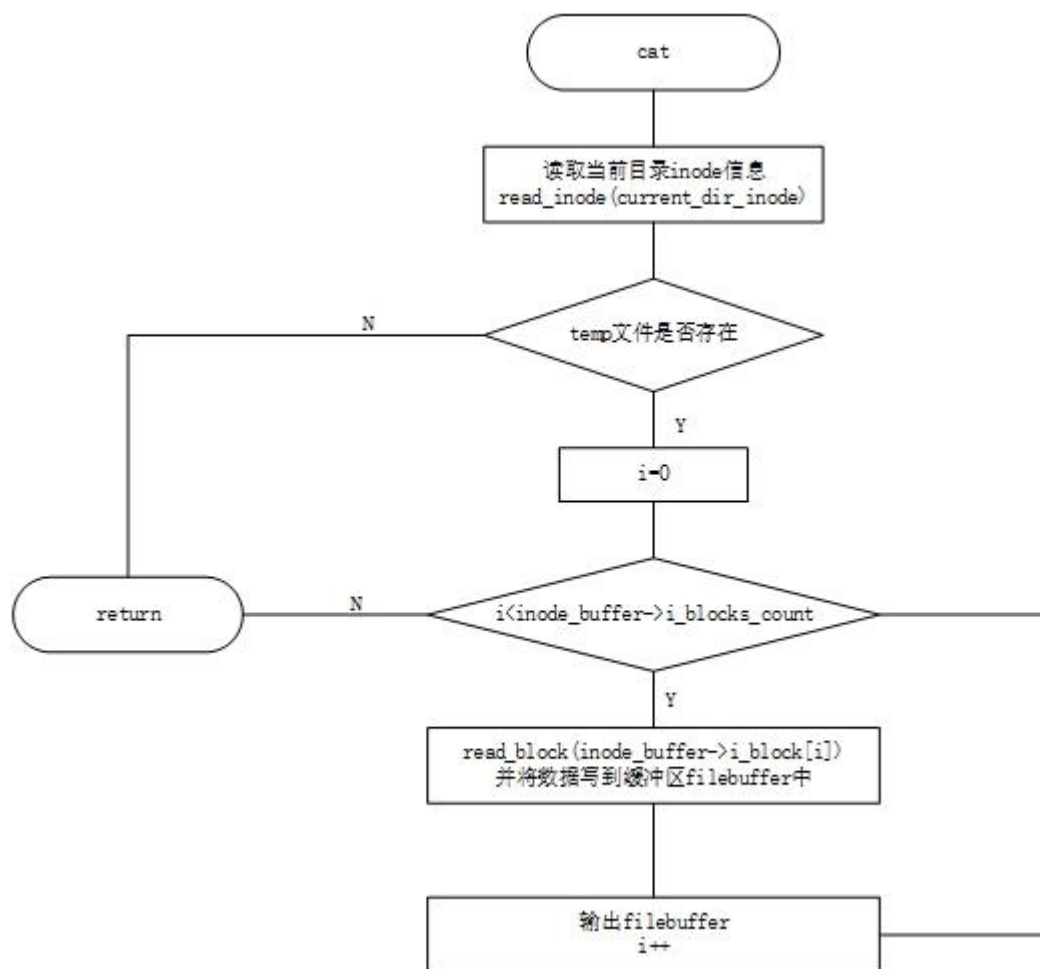 cat
读取当前目录inode信息
read_inode(current_dir_inode)
temp文件是否存在
N
Y
i=0
return
N
i<inode_buffer->i_blocks_count
Y
read_block(inode_buffer->i_block[i])
并将数据写到缓冲区filebuffer中
输出filebuffer
i++